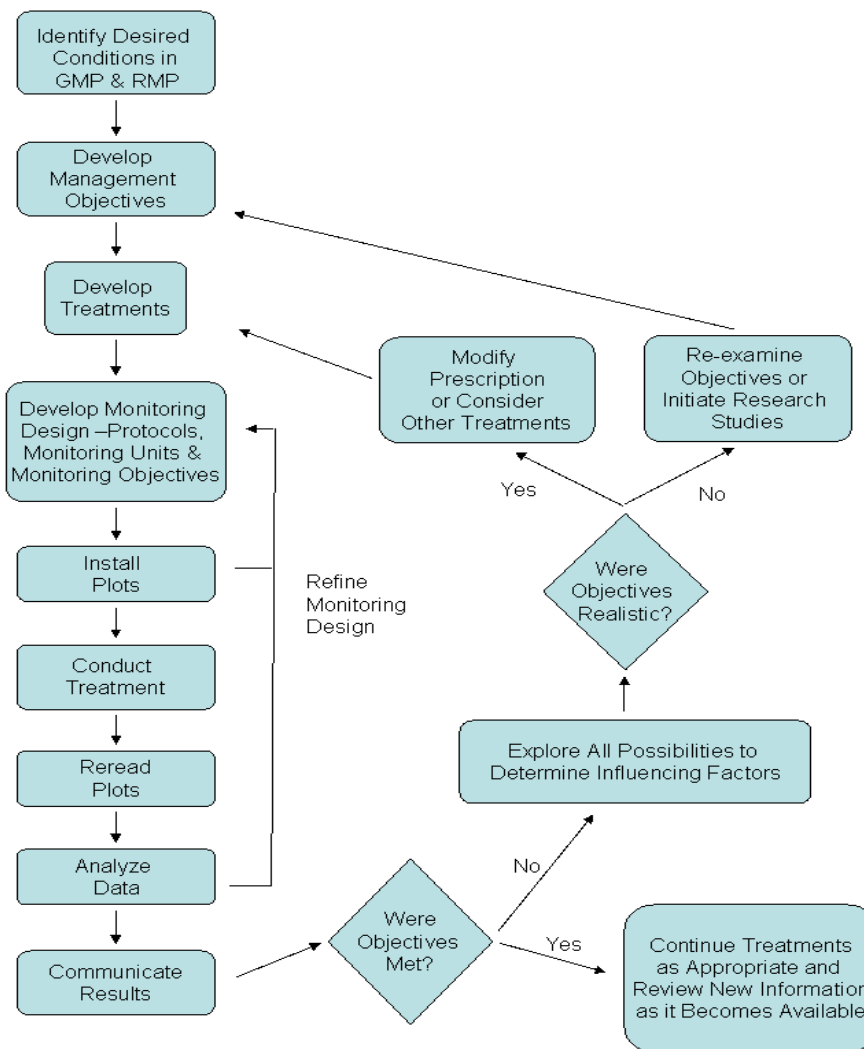 Identify Desired
Conditions in
GMP & RMP
Develop
Management
Objectives
Develop
Treatments
Develop Monitoring
Design –Protocols,
Monitoring Units &
Monitoring Objectives
Install
Plots
Conduct
Treatment
Reread
Plots
Analyze
Data
Communicate
Results
Refine
Monitoring
Design
Were
Objectives
Met?
No
Yes
Continue Treatments
as Appropriate and
Review New Information
as it Becomes Available
Explore All Possibilities to
Determine Influencing Factors
Were
Objectives
Realistic?
Yes
No
Modify
Prescription
or Consider
Other Treatments
Re-examine
Objectives or
Initiate Research
Studies